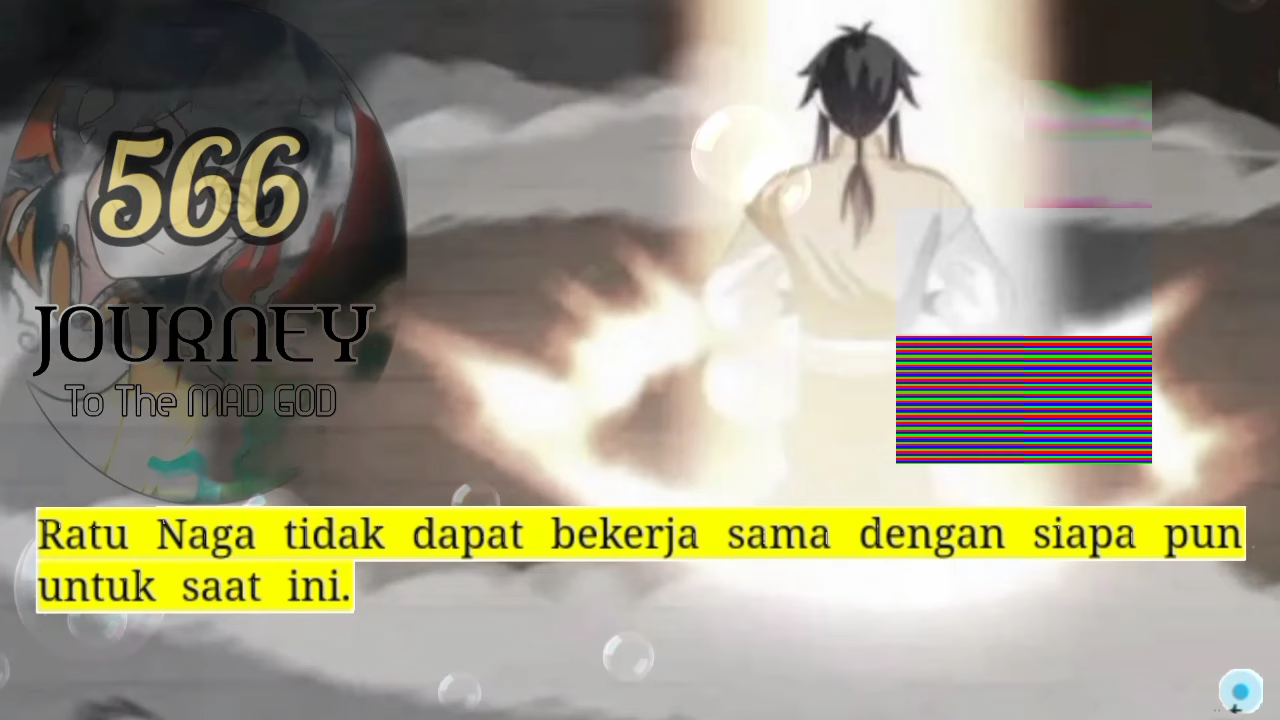 566
JOURNEY
To The MAD GOD
Ratu Naga tidak dapat bekerja sama dengan siapa pun
untuk saat ini.